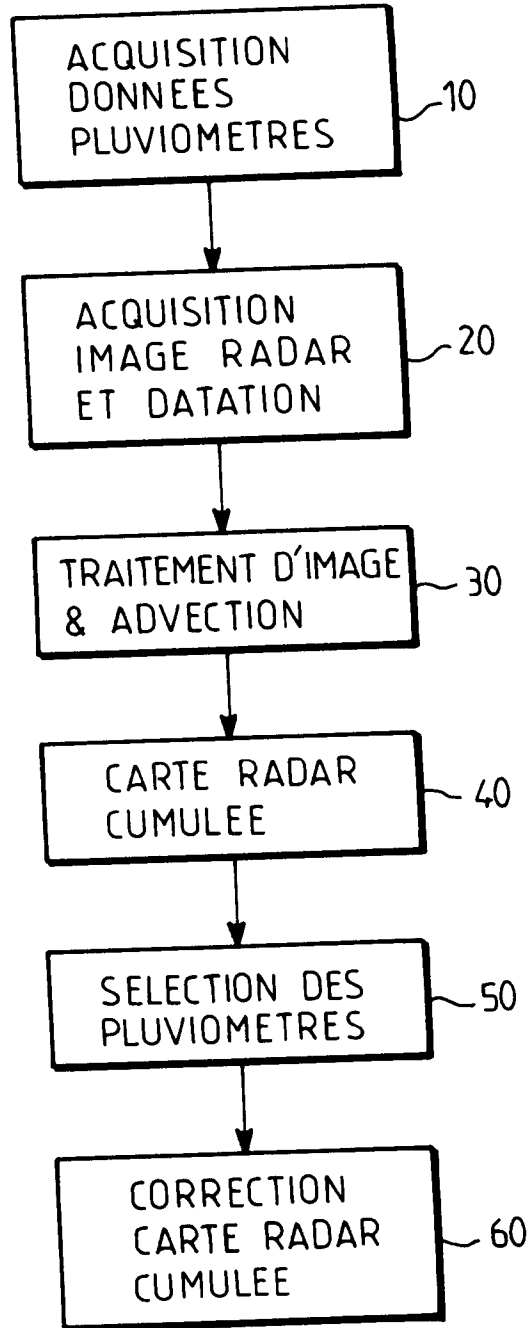 ACQUISITION
DONNEES
PLUVIOMETRES
10
ACQUISITION
IMAGE RADAR
ET DATATION
20
TRAITEMENT D'IMAGE
& ADVECTION
30
CARTE RADAR
CUMULEE
40
SELECTION DES
PLUVIOMETRES
50
CORRECTION
CARTE RADAR
CUMULEE
60